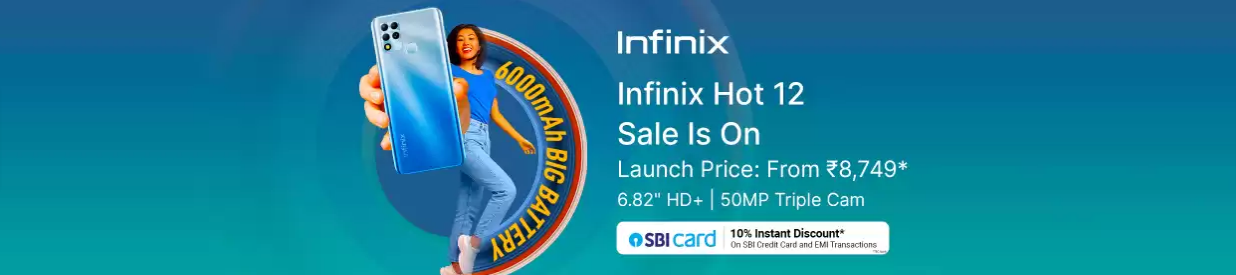 Infinix
6000mAh BIG BATTERY
Infinix
Infinix Hot 12
Sale Is On
Launch Price: From ₹8,749*
6.82" HD+ | 50MP Triple Cam
SBI card
10% Instant Discount*
On SBI Credit Card and EMI Transactions